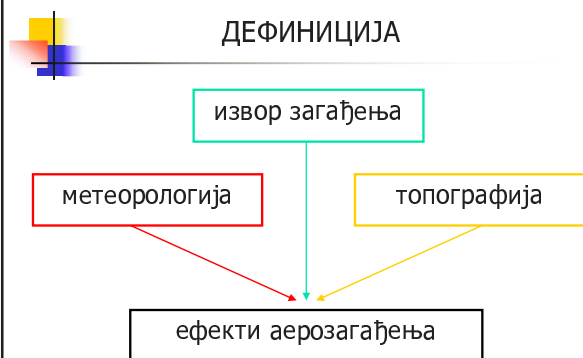 ДЕФИНИЦИЈА
извор загађења
метеорологија
топографија
ефекти аерозагађења